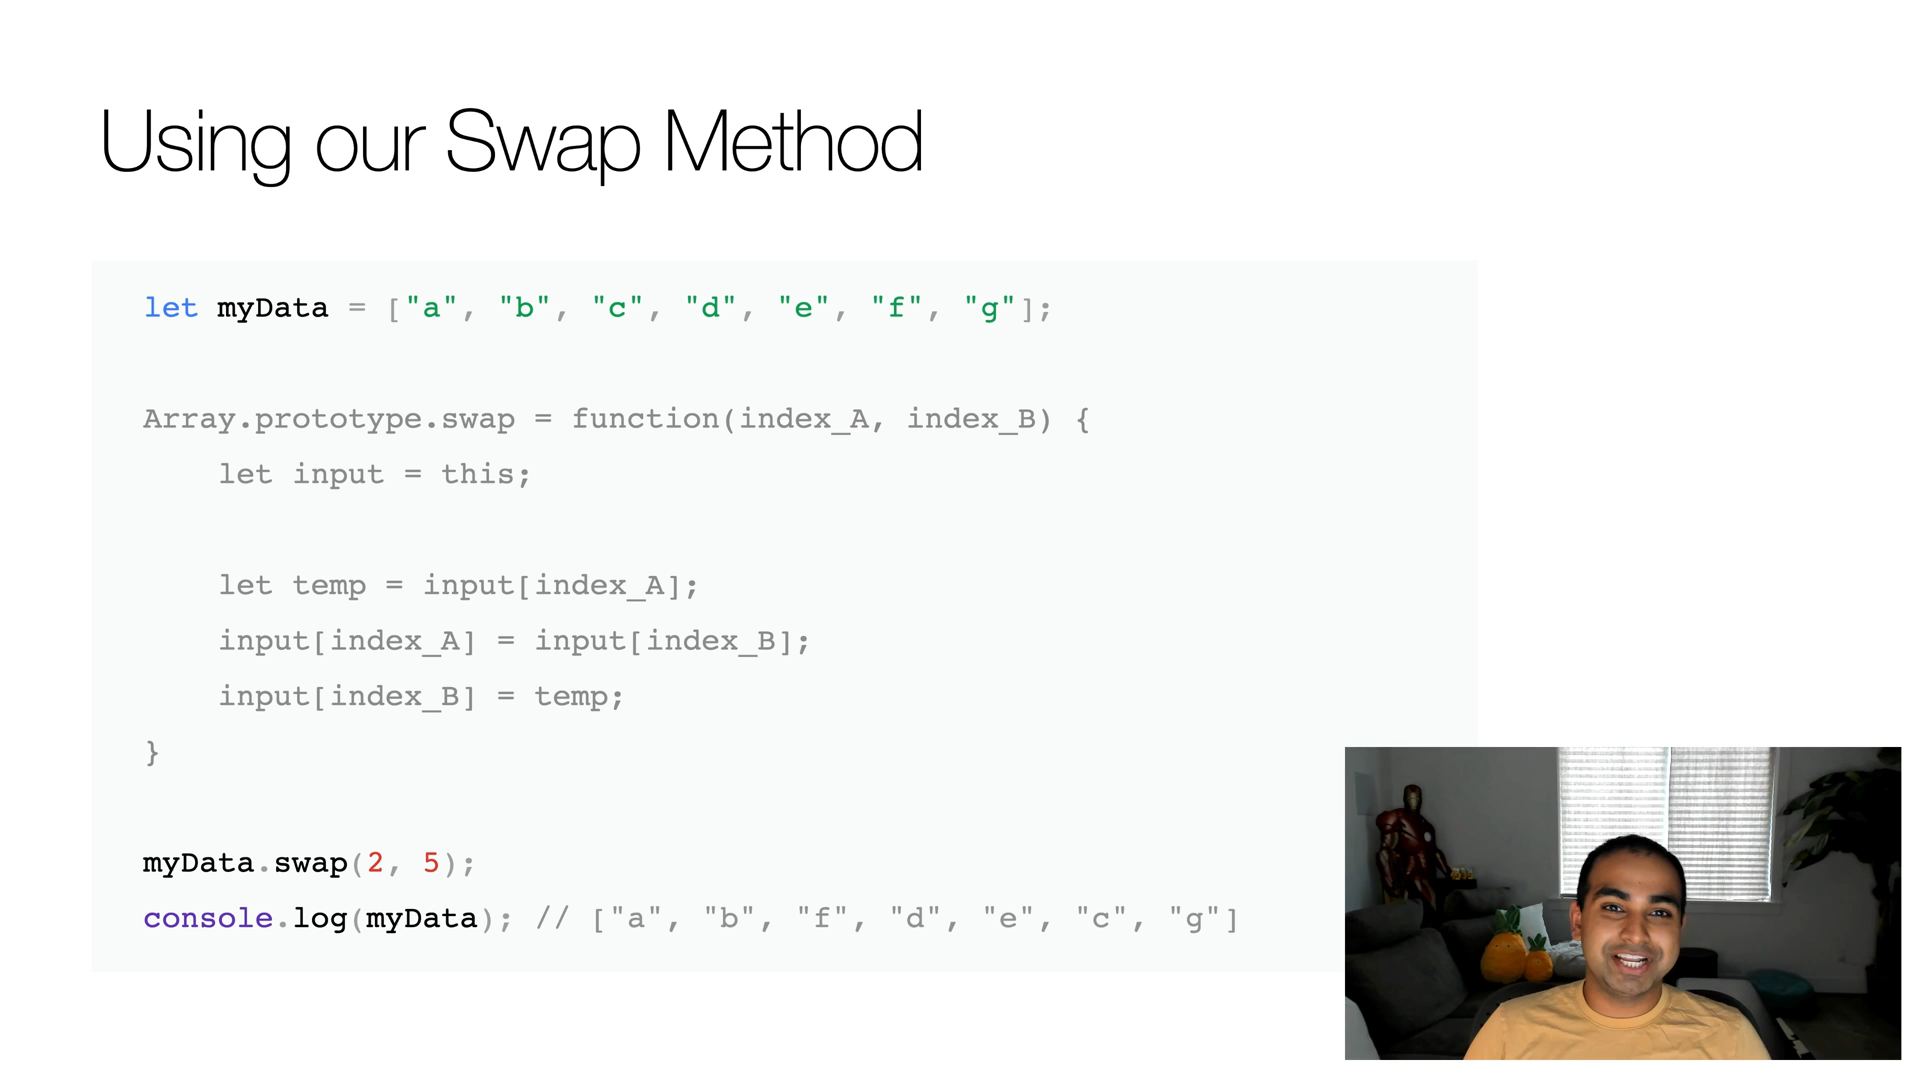 Using our Swap Method
let myData = ["a", "b", "c", "d", "e", "f", "g"];
Array.prototype.swap = function(index_A, index_B) {
let input = this;
let temp = input[index_A];
input[index_A] = input[index_B];
input[index_B] = temp;
}
myData.swap(2, 5);
console.log(myData); // ["a", "b", "f", "d", "e", "c", "g"]